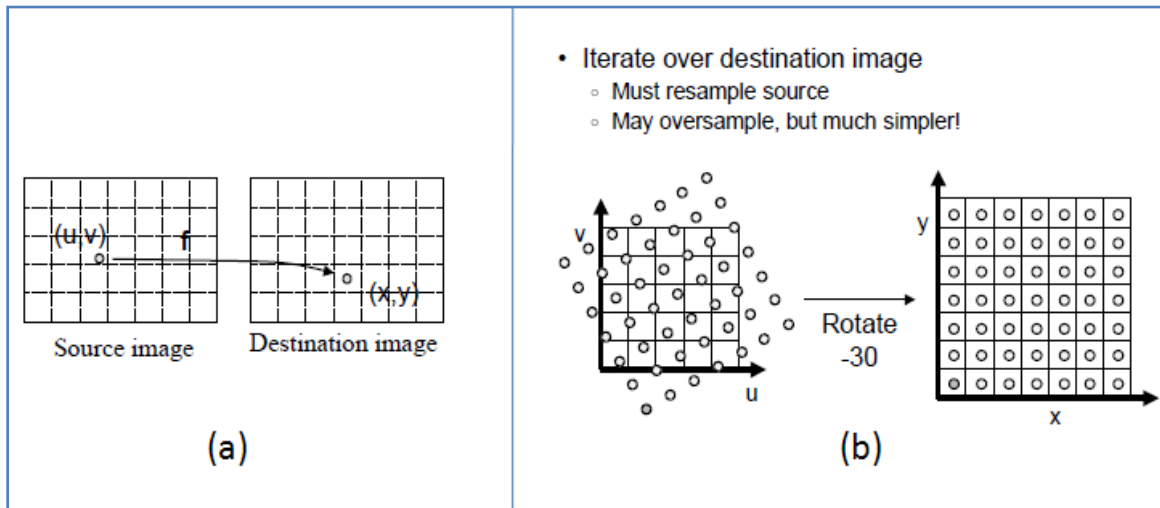 (u,v)
f
(x,y)
Source image
Destination image
(a)
• Iterate over destination image
○ Must resample source
○ May oversample, but much simpler!
v
u
Rotate
-30
y
x
(b)